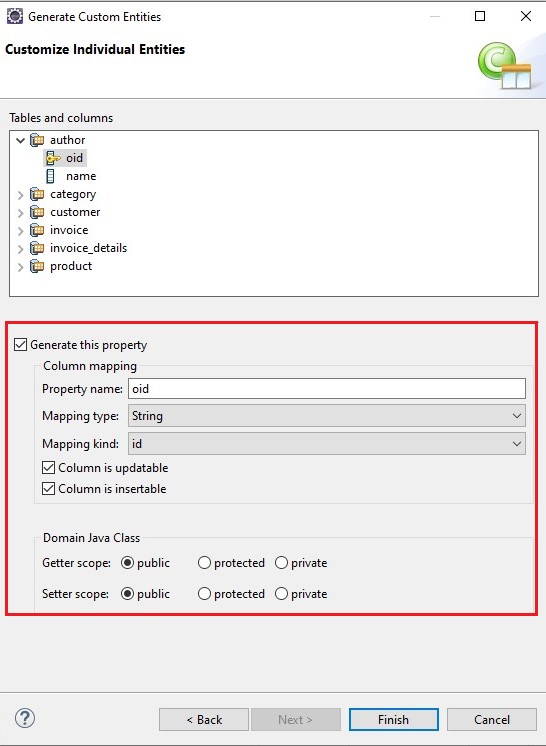 Generate Custom Entities
Customize Individual Entities
Tables and columns
author
oid
name
category
customer
invoice
invoice_details
product
Generate this property
Column mapping
Property name: oid
Mapping type: String
Mapping kind: id
Column is updatable
Column is insertable
Domain Java Class
Getter scope: public protected private
Setter scope: public protected private
? < Back Next > Finish Cancel